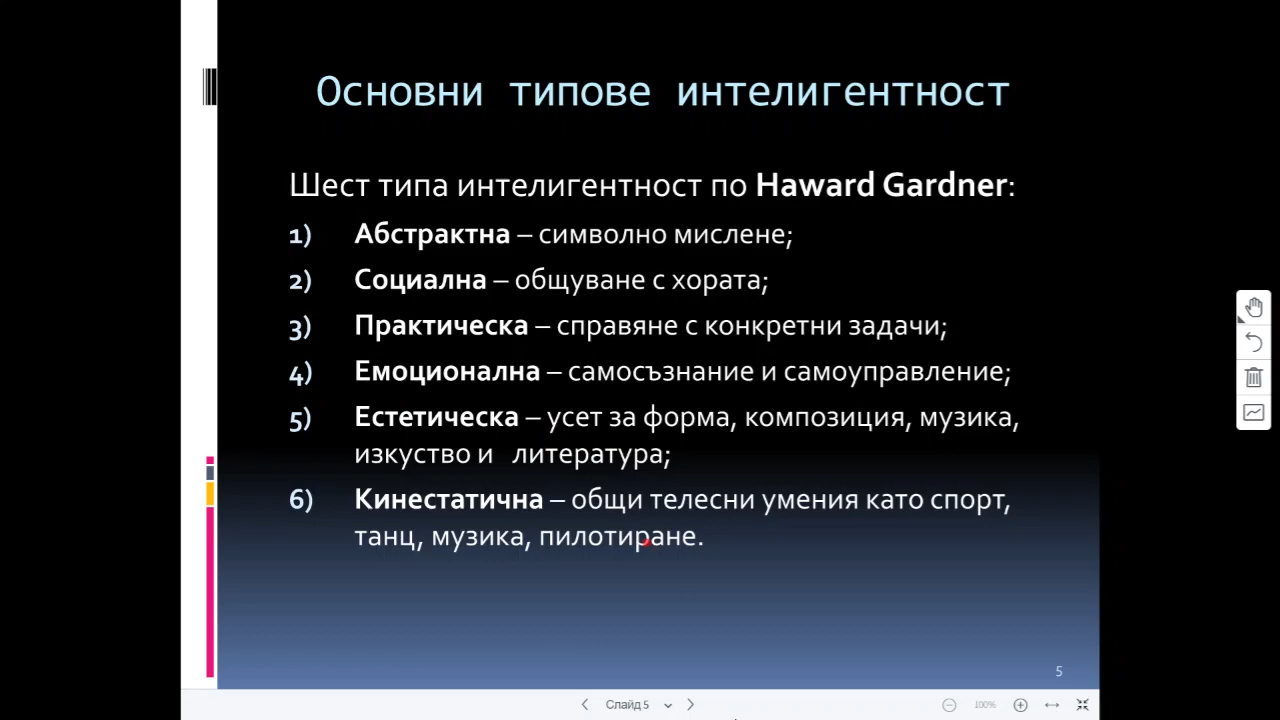 Основни типове интелигентност
Шест типа интелигентност по Haward Gardner:
1) Абстрактна – символно мислене;
2) Социална – общуване с хората;
3) Практическа – справяне с конкретни задачи;
4) Емоционална – самосъзнание и самоуправление;
5) Естетическа – усет за форма, композиция, музика,
изкуство и литература;
6) Кинестатична – общи телесни умения като спорт,
танц, музика, пилотиране.
5
Слайд 5
100%